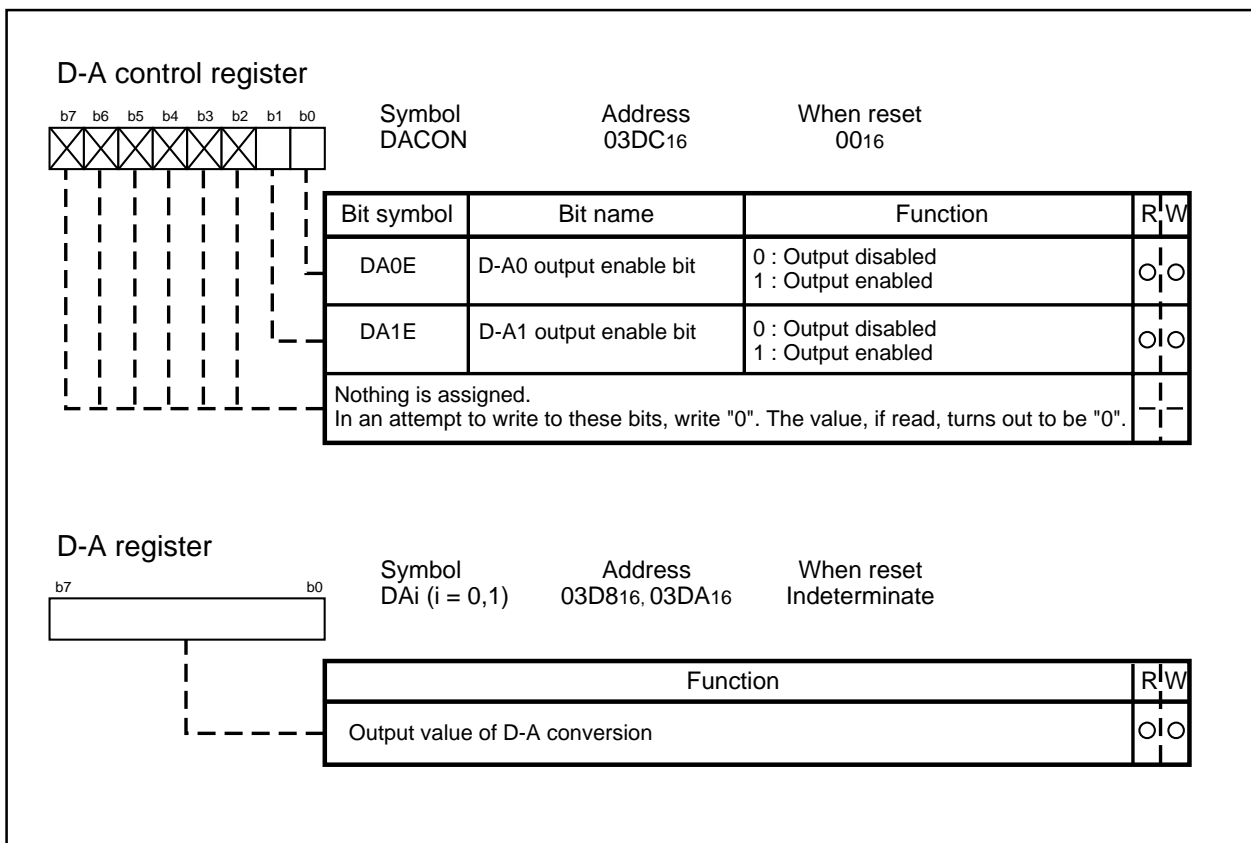 D-A control register
b7 b6 b5 b4 b3 b2 b1 b0
Symbol Address When reset
DACON 03DC16 0016
Bit symbol Bit name Function R W
DA0E D-A0 output enable bit 0 : Output disabled
1 : Output enabled
DA1E D-A1 output enable bit 0 : Output disabled
1 : Output enabled
Nothing is assigned.
In an attempt to write to these bits, write "0". The value, if read, turns out to be "0".
D-A register
b7 b0
Symbol Address When reset
DAi (i = 0,1) 03D816, 03DA16 Indeterminate
Function R W
Output value of D-A conversion